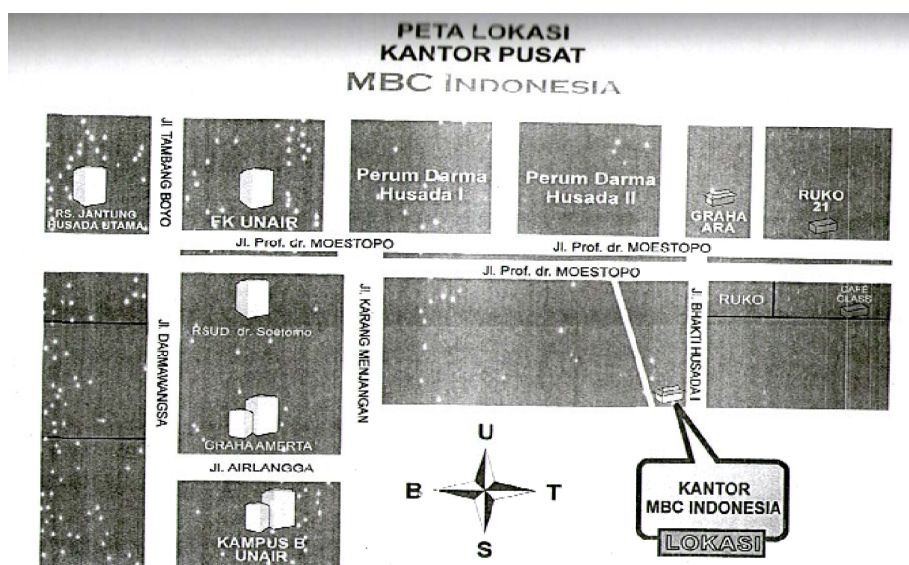 PETA LOKASI
KANTOR PUSAT
MBC INDONESIA
Jl. TAMBANG BOYO
RS. JANTUNG
HUSADA UTAMA
FK UNAIR
Perum Darma
Husada I
Perum Darma
Husada II
GRAHA
ARA
RUKO
21
Jl. Prof. dr. MOESTOPO
Jl. Prof. dr. MOESTOPO
Jl. Prof. dr. MOESTOPO
Jl. DARMAWANGSA
RSUD dr. Soetomo
Jl. KARANG MENJANGAN
Jl. BHAKTI HUSADA I
RUKO
CAFE
GLASS
GRAHA AMERTA
Jl. AIRLANGGA
KAMPUS B
UNAIR
U
B
T
S
KANTOR
MBC INDONESIA
LOKASI